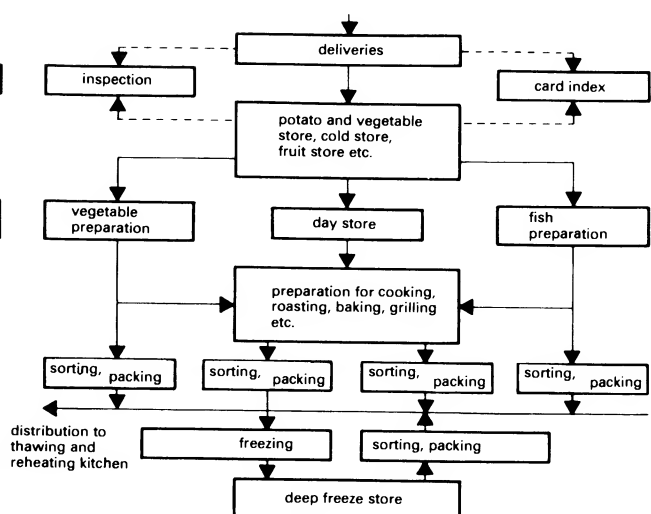 deliveries
inspection
card index
potato and vegetable
store, cold store,
fruit store etc.
vegetable
preparation
day store
fish
preparation
preparation for cooking,
roasting, baking, grilling
etc.
sorting, packing
sorting, packing
sorting, packing
sorting, packing
distribution to
thawing and
reheating kitchen
freezing
sorting, packing
deep freeze store